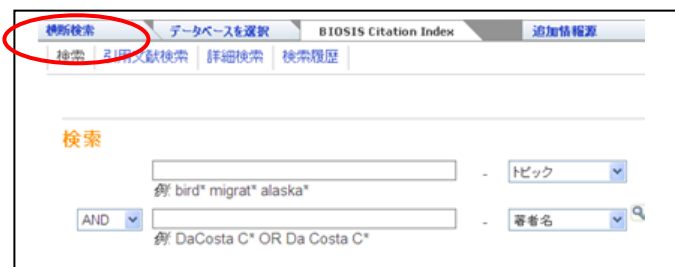 横断検索 データベースを選択 BIOSIS Citation Index 追加情報源
検索 引用文献検索 詳細検索 検索履歴
検索
- トピック
例: bird* migrat* alaska*
AND - 著者名
例: DaCosta C* OR Da Costa C*